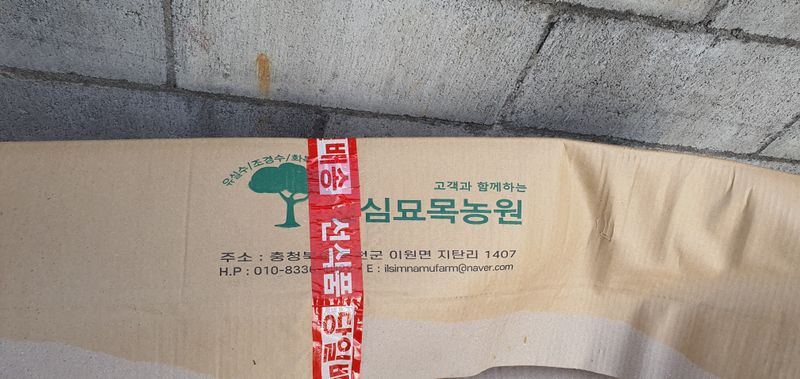 유실수/조경수/화
고객과 함께하는
심묘목농원
주소 : 충청북 천군 이원면 지탄리 1407
H.P : 010-833 E : ilsimnamufarm@naver.com
배송 신선식품 당일배